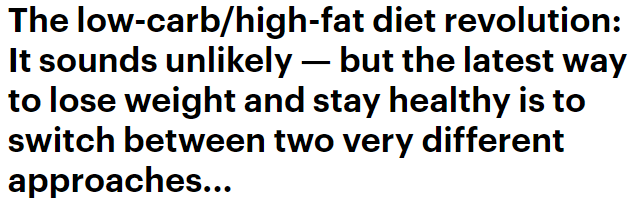 The low-carb/high-fat diet revolution:
It sounds unlikely — but the latest way
to lose weight and stay healthy is to
switch between two very different
approaches...